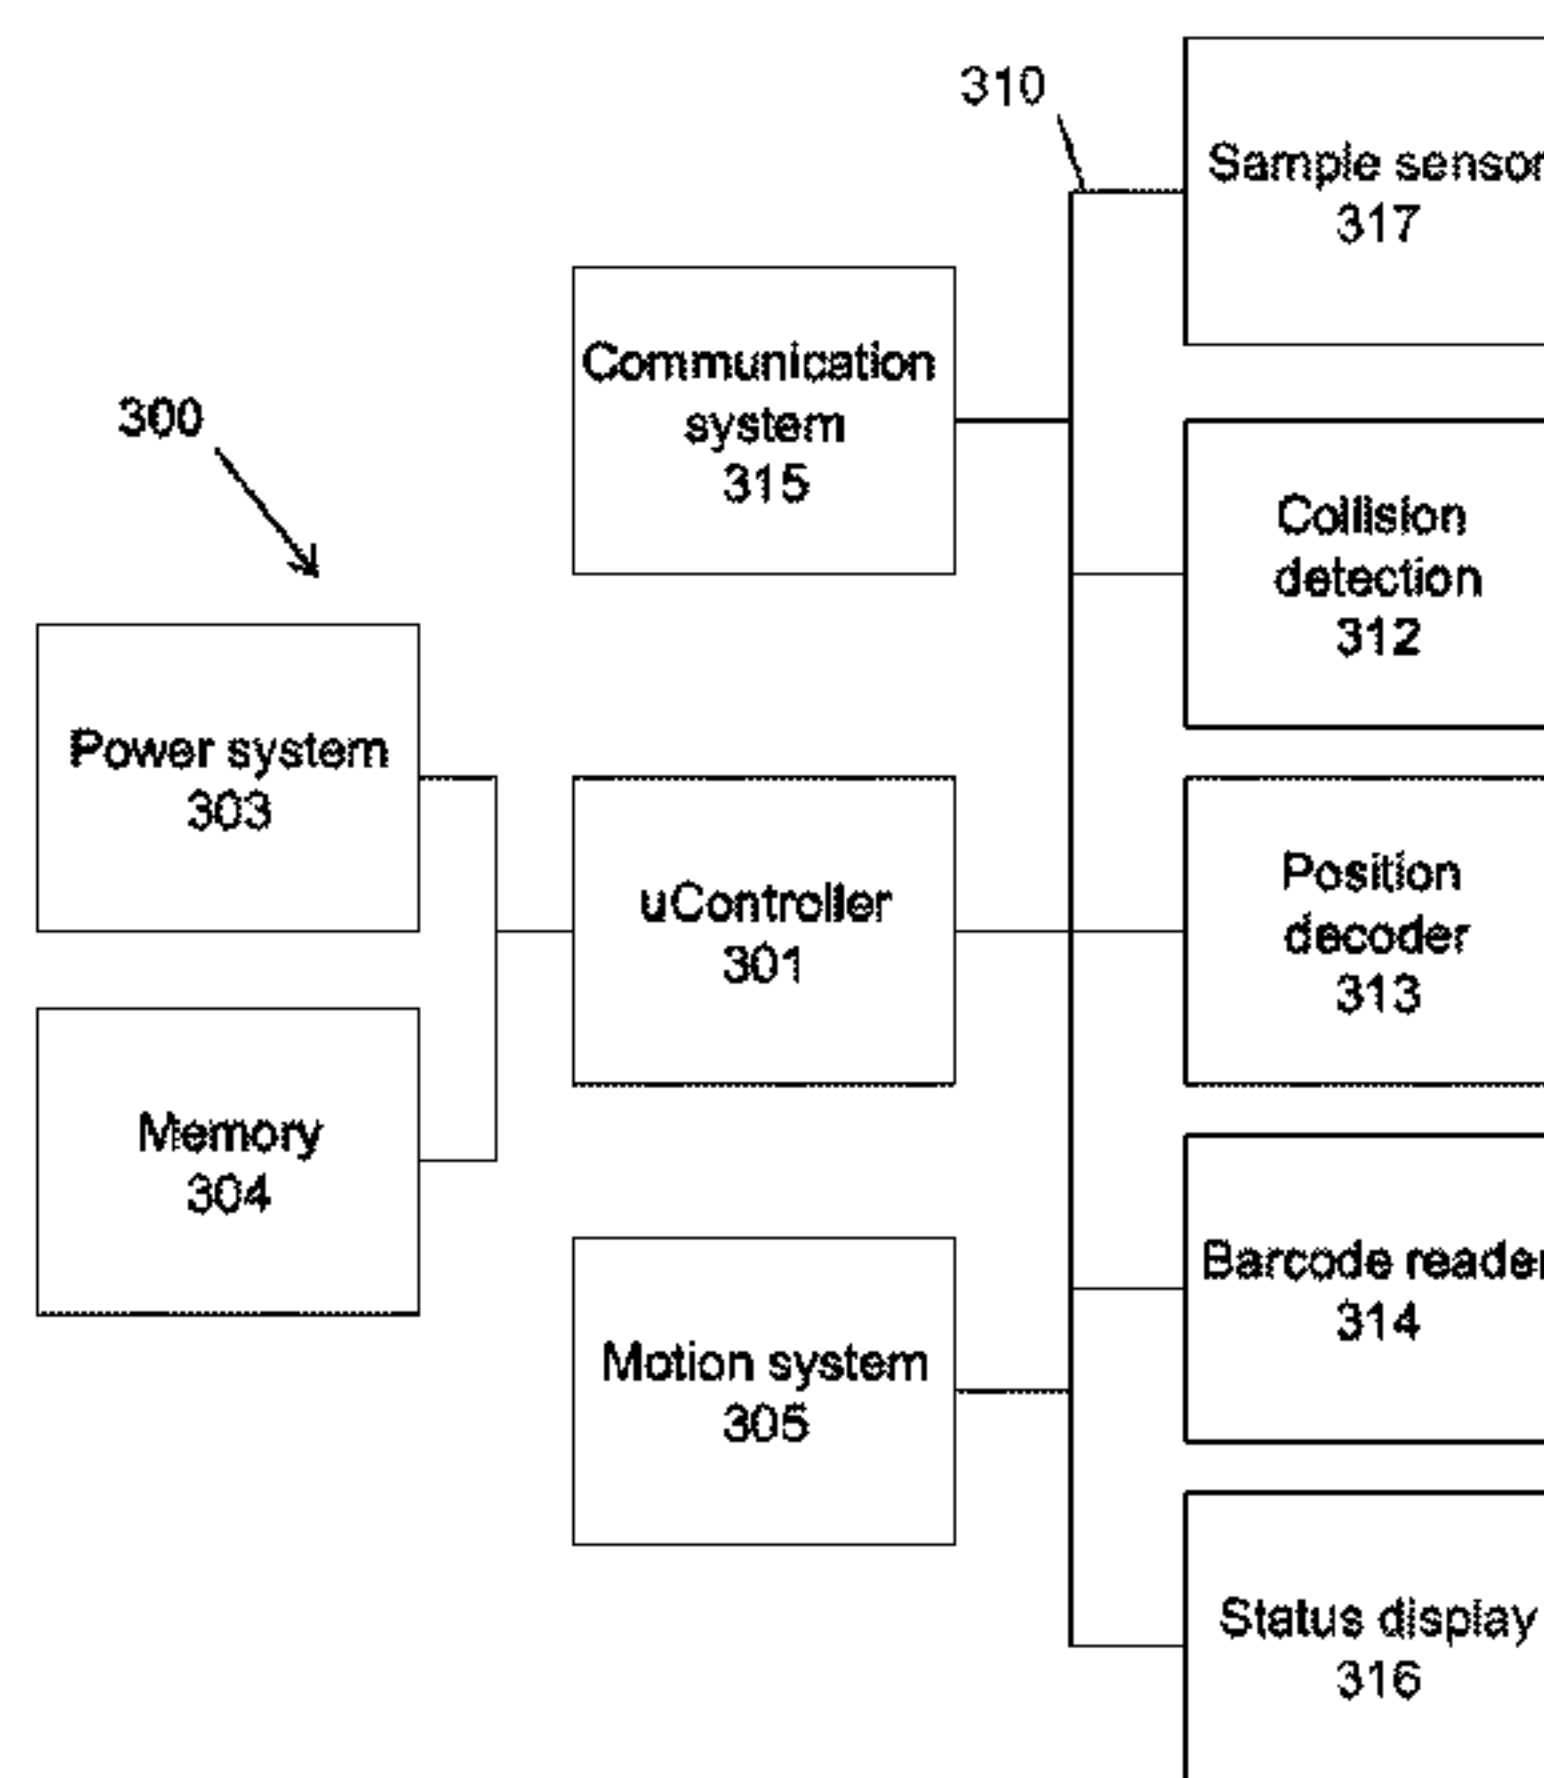 310
Sample sensor
317
Communication
system
315
300
Collision
detection
312
Power system
303
uController
301
Position
decoder
313
Memory
304
Motion system
305
Barcode reader
314
Status display
316